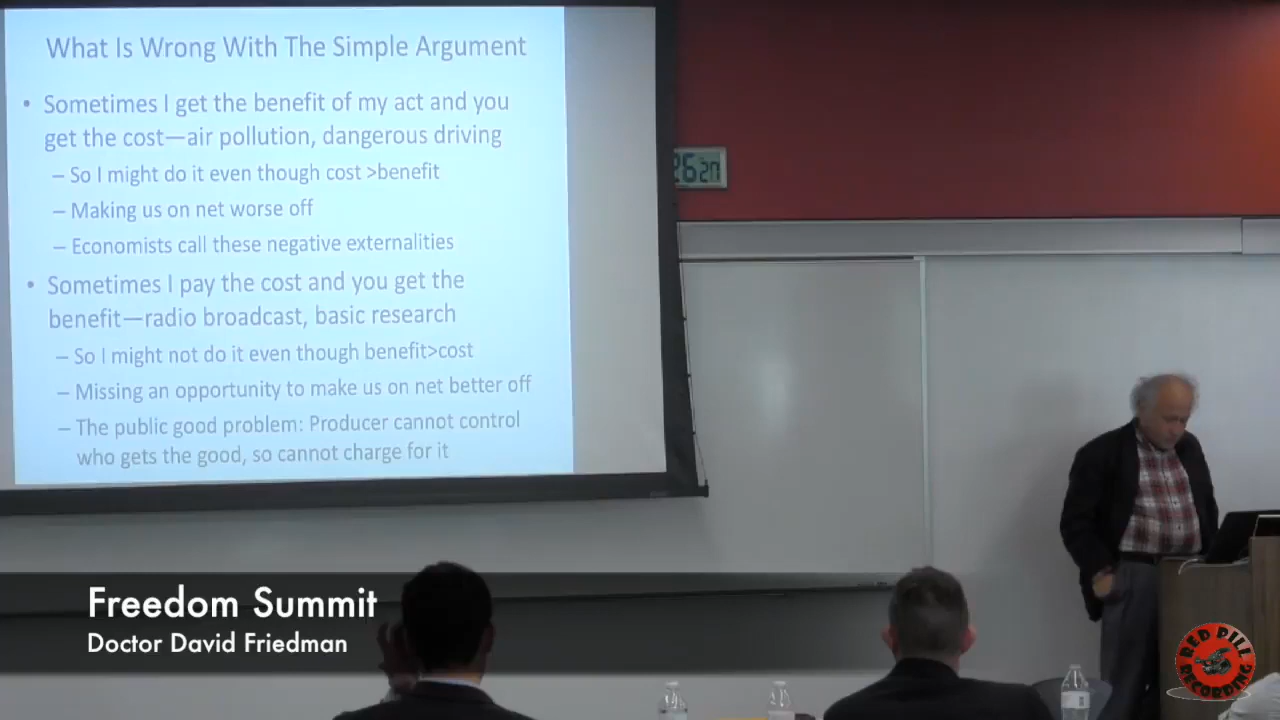 What Is Wrong With The Simple Argument
• Sometimes I get the benefit of my act and you
get the cost—air pollution, dangerous driving
– So I might do it even though cost >benefit
– Making us on net worse off
– Economists call these negative externalities
• Sometimes I pay the cost and you get the
benefit—radio broadcast, basic research
– So I might not do it even though benefit>cost
– Missing an opportunity to make us on net better off
– The public good problem: Producer cannot control
who gets the good, so cannot charge for it
26 27
Freedom Summit
Doctor David Friedman
RED PILL
RECORDING